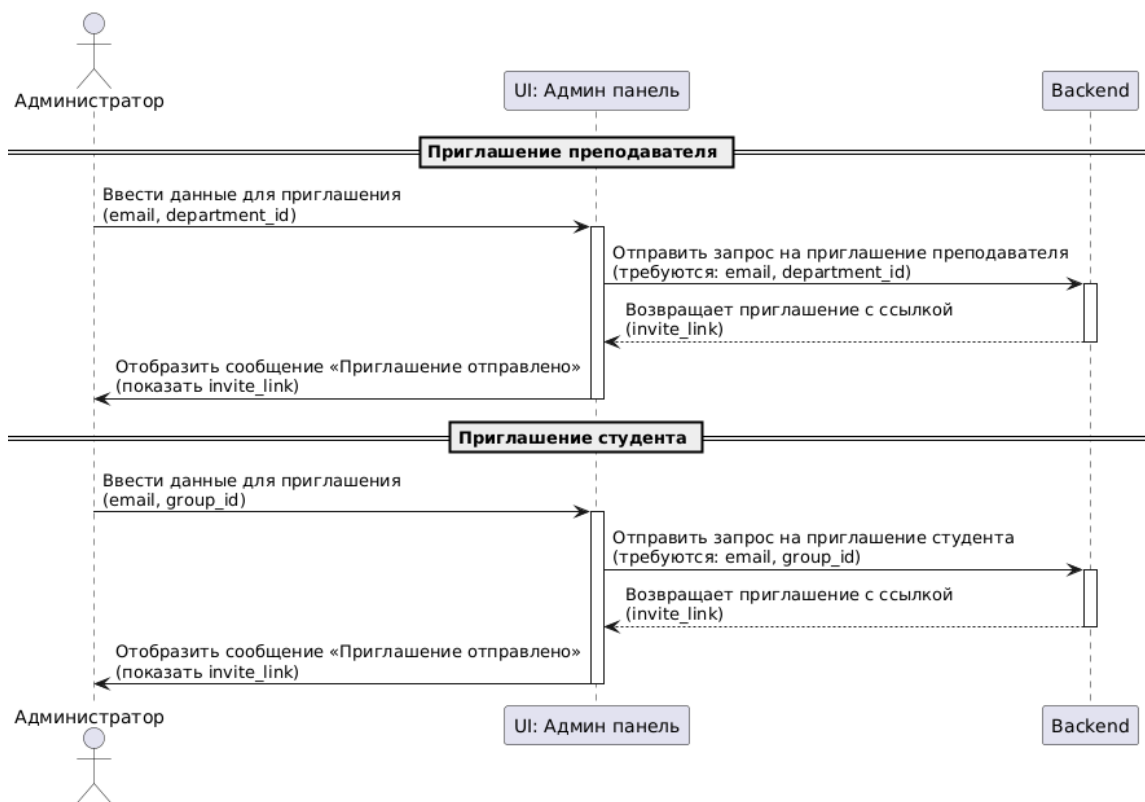 Администратор
UI: Админ панель
Backend
Приглашение преподавателя
Ввести данные для приглашения
(email, department_id)
Отправить запрос на приглашение преподавателя
(требуются: email, department_id)
Возвращает приглашение с ссылкой
(invite_link)
Отобразить сообщение «Приглашение отправлено»
(показать invite_link)
Приглашение студента
Ввести данные для приглашения
(email, group_id)
Отправить запрос на приглашение студента
(требуются: email, group_id)
Возвращает приглашение с ссылкой
(invite_link)
Отобразить сообщение «Приглашение отправлено»
(показать invite_link)
Администратор
UI: Админ панель
Backend